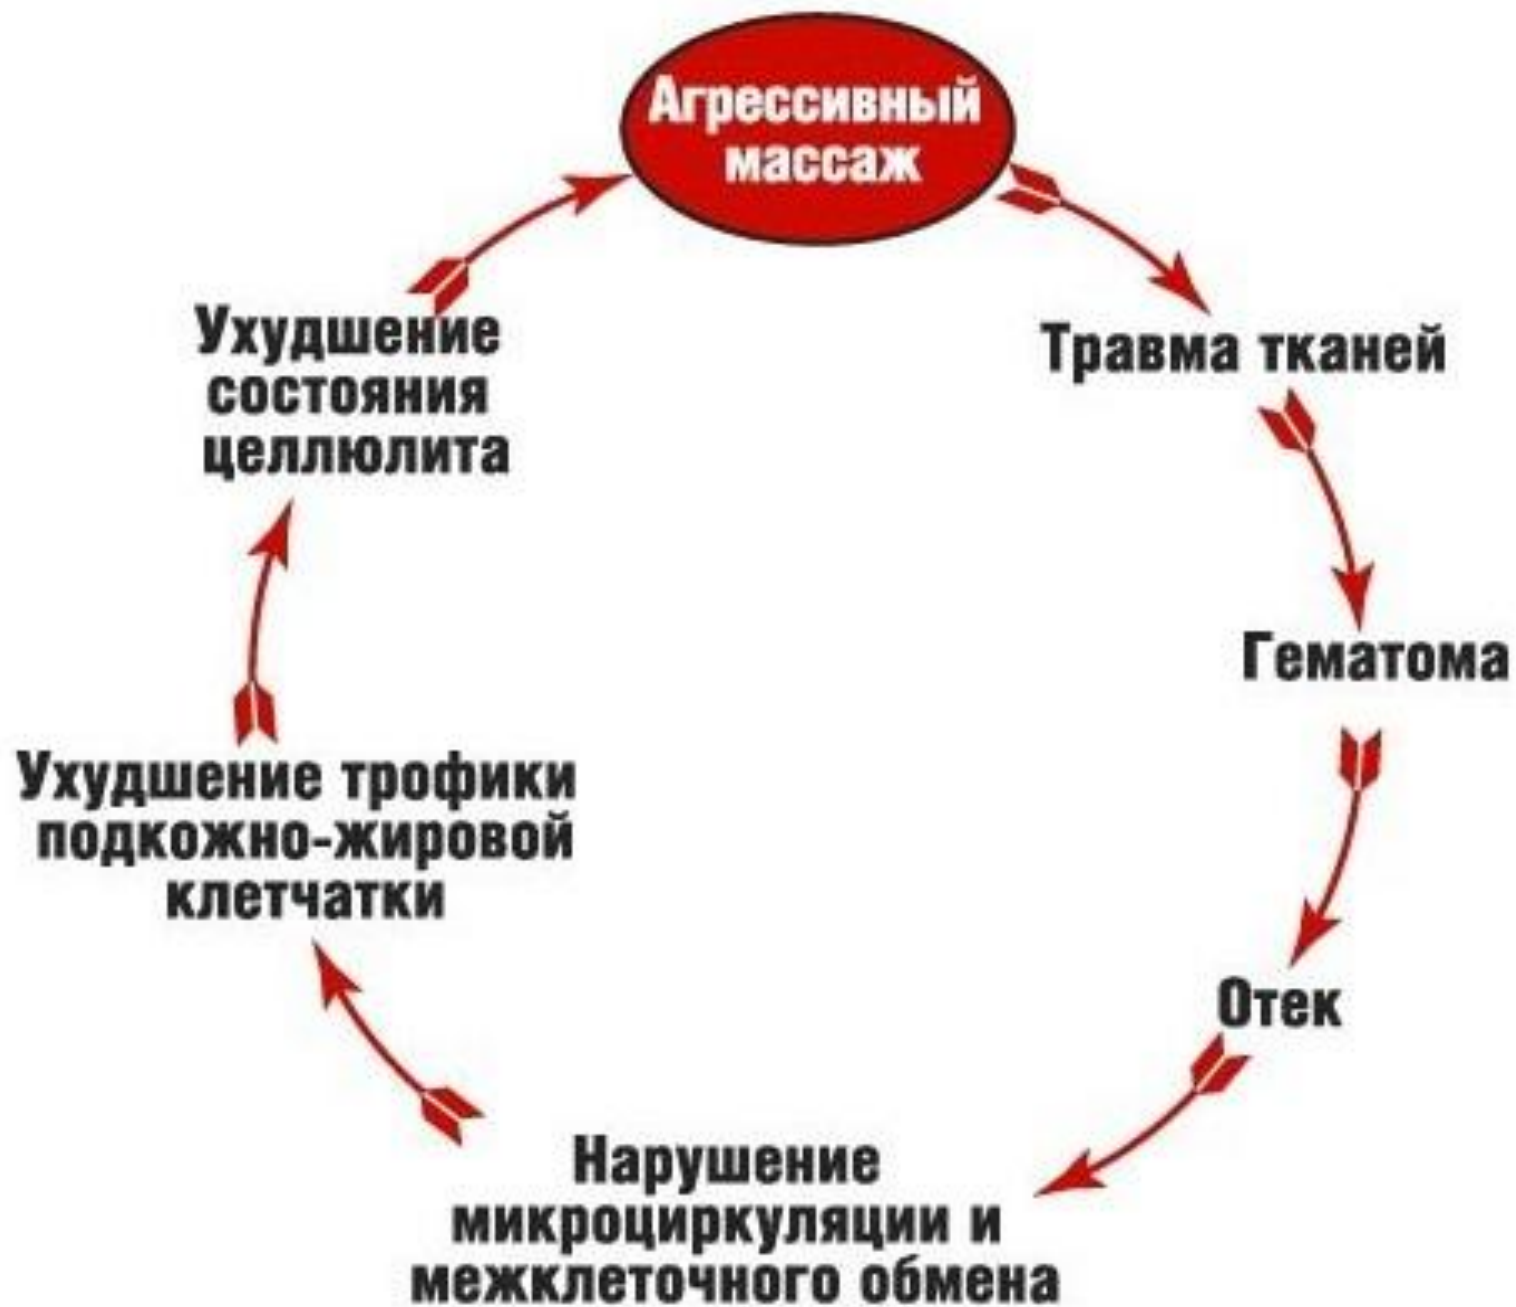 Агрессивный
массаж
Травма тканей
Гематома
Отек
Нарушение
микроциркуляции и
межклеточного обмена
Ухудшение трофики
подкожно-жировой
клетчатки
Ухудшение
состояния
целлюлита